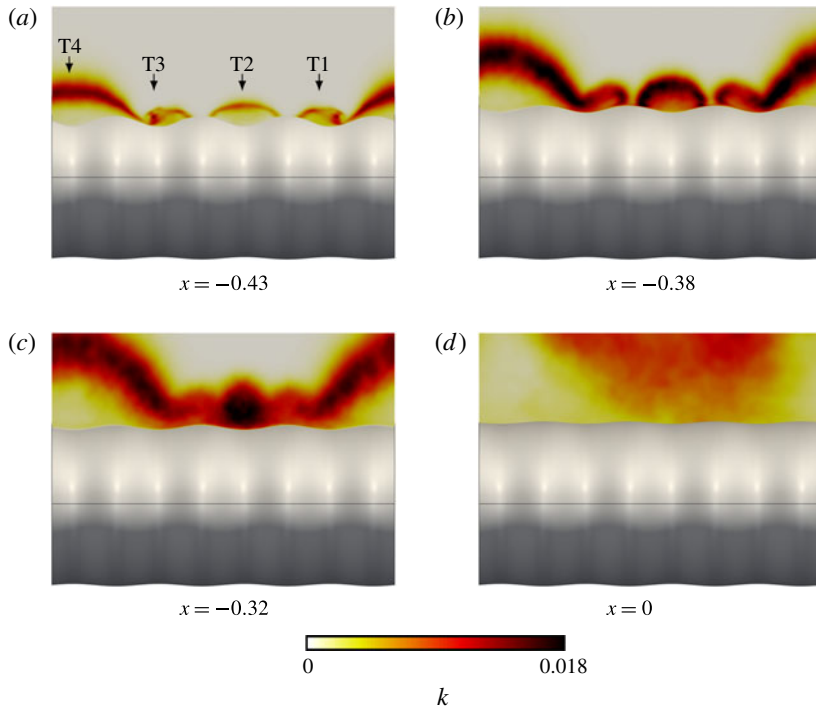 (a)
T4
T3
T2
T1
x = −0.43
(b)
x = −0.38
(c)
x = −0.32
(d)
x = 0
0
0.018
k